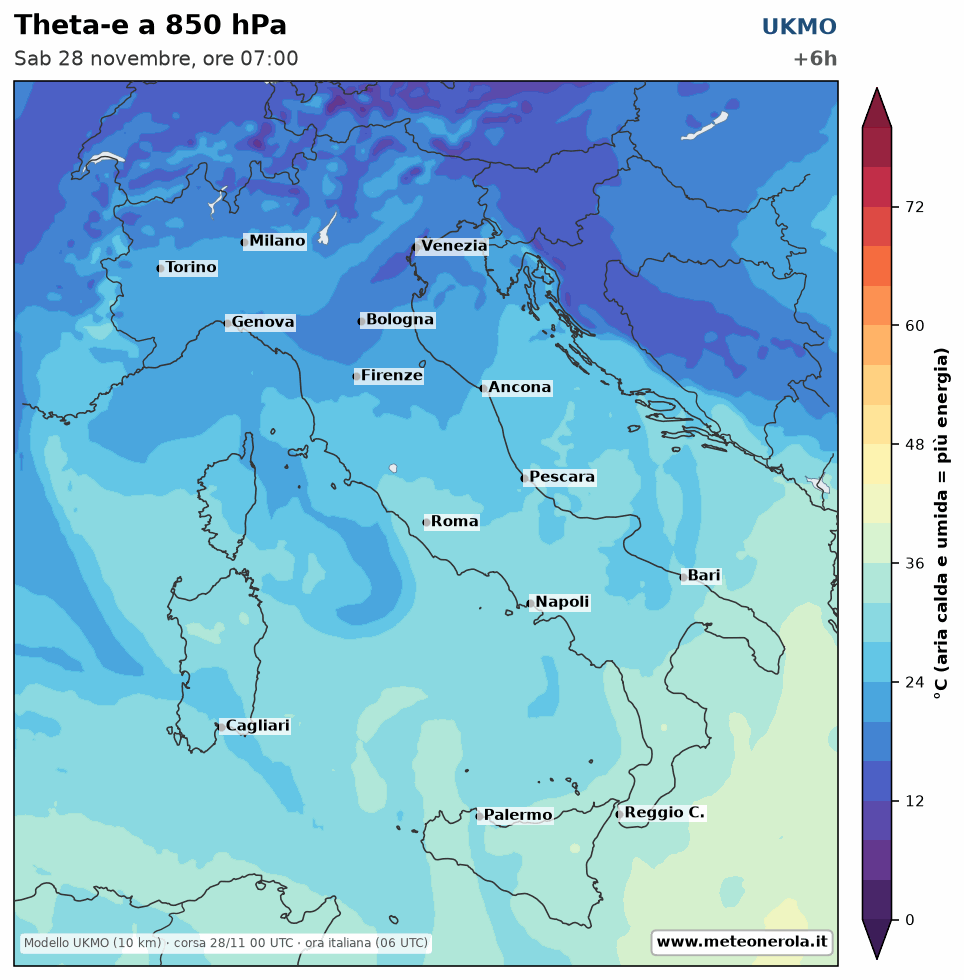 Theta-e a 850 hPa
UKMO
Sab 28 novembre, ore 07:00
+6h
Milano
Venezia
Torino
Genova
Bologna
Firenze
Ancona
Pescara
Roma
Bari
Napoli
Cagliari
Palermo
Reggio C.
72
60
48
36
24
12
0
°C (aria calda e umida = più energia)
Modello UKMO (10 km) · corsa 28/11 00 UTC · ora italiana (06 UTC)
www.meteonerola.it